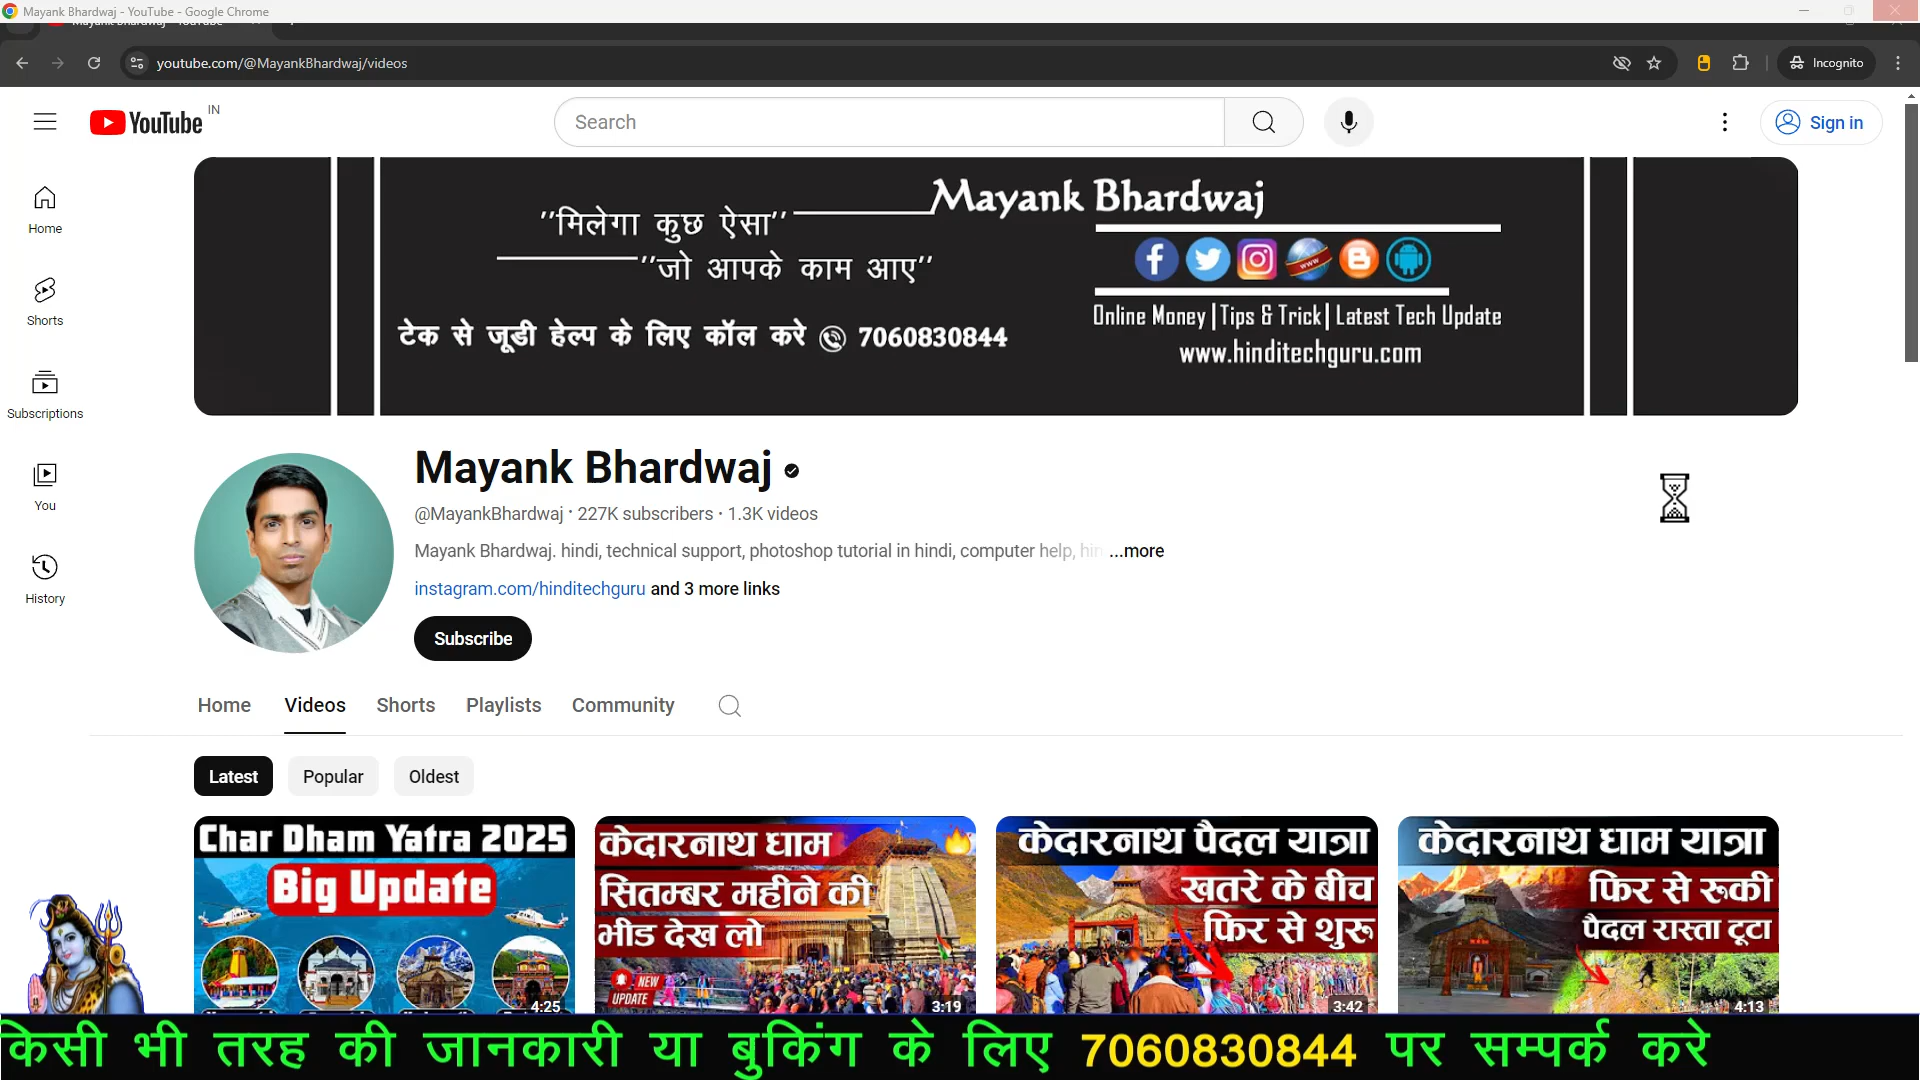 Mayank Bhardwaj - YouTube - Google Chrome
Mayank Bhardwaj - YouTube
youtube.com/@MayankBhardwaj/videos
Incognito
YouTube IN
Search
Sign in
Home
Shorts
Subscriptions
You
History
''मिलेगा कुछ ऐसा''
''जो आपके काम आए''
टेक से जूडी हेल्प के लिए कॉल करे 7060830844
Mayank Bhardwaj
www
Online Money | Tips & Trick | Latest Tech Update
www.hinditechguru.com
Mayank Bhardwaj
@MayankBhardwaj · 227K subscribers · 1.3K videos
Mayank Bhardwaj. hindi, technical support, photoshop tutorial in hindi, computer help, hin ...more
instagram.com/hinditechguru and 3 more links
Subscribe
Home Videos Shorts Playlists Community
Latest Popular Oldest
Char Dham Yatra 2025
Big Update
4:25
केदारनाथ धाम
सितम्बर महीने की
भीड देख लो
NEW
UPDATE
3:19
केदारनाथ पैदल यात्रा
खतरे के बीच
फिर से शुरू
3:42
केदारनाथ धाम यात्रा
फिर से रूकी
पैदल रास्ता टूटा
4:13
किसी भी तरह की जानकारी या बुकिंग के लिए 7060830844 पर सम्पर्क करे